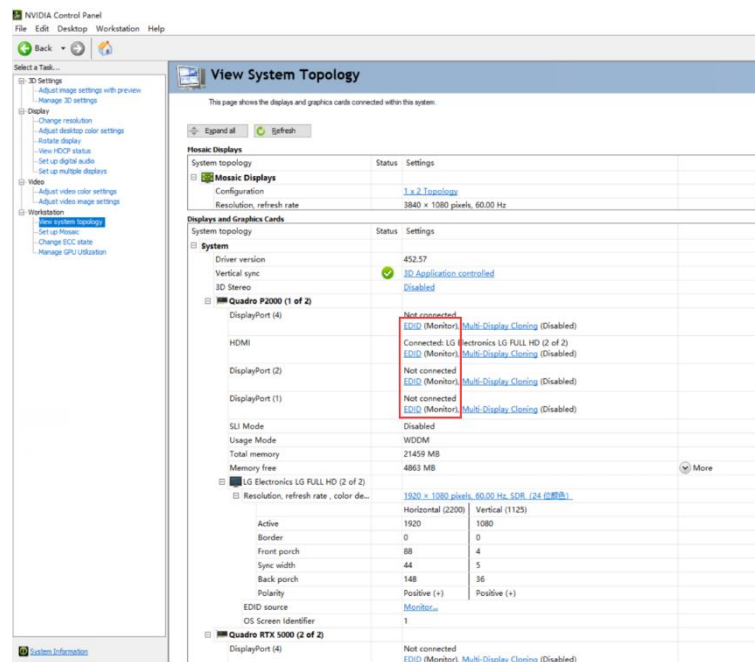 NVIDIA Control Panel
File Edit Desktop Workstation Help
Back
Select a Task...
3D Settings
Adjust image settings with preview
Manage 3D settings
Display
Change resolution
Adjust desktop color settings
Rotate display
View HDCP status
Set up digital audio
Set up multiple displays
Video
Adjust video color settings
Adjust video image settings
Workstation
View system topology
Set up Mosaic
Change ECC state
Manage GPU Utilization
System Information
View System Topology
This page shows the displays and graphics cards connected within this system.
Expand all Refresh
Mosaic Displays
System topology Status Settings
Mosaic Displays
Configuration 1 x 2 Topology
Resolution, refresh rate 3840 × 1080 pixels, 60.00 Hz
Displays and Graphics Cards
System topology Status Settings
System
Driver version 452.57
Vertical sync 3D Application controlled
3D Stereo Disabled
Quadro P2000 (1 of 2)
DisplayPort (4) Not connected
EDID (Monitor), Multi-Display Cloning (Disabled)
HDMI Connected: LG Electronics LG FULL HD (2 of 2)
EDID (Monitor), Multi-Display Cloning (Disabled)
DisplayPort (2) Not connected
EDID (Monitor), Multi-Display Cloning (Disabled)
DisplayPort (1) Not connected
EDID (Monitor), Multi-Display Cloning (Disabled)
SLI Mode Disabled
Usage Mode WDDM
Total memory 21459 MB
Memory free 4863 MB More
LG Electronics LG FULL HD (2 of 2)
Resolution, refresh rate , color de... 1920 × 1080 pixels, 60.00 Hz, SDR (24 位颜色)
Horizontal (2200) Vertical (1125)
Active 1920 1080
Border 0 0
Front porch 88 4
Sync width 44 5
Back porch 148 36
Polarity Positive (+) Positive (+)
EDID source Monitor...
OS Screen Identifier 1
Quadro RTX 5000 (2 of 2)
DisplayPort (4) Not connected
EDID (Monitor), Multi-Display Cloning (Disabled)